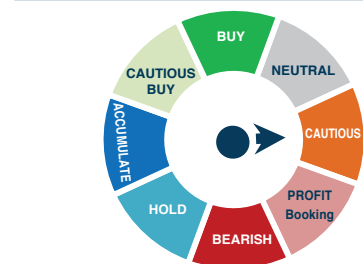 BUY
NEUTRAL
CAUTIOUS
PROFIT
Booking
BEARISH
HOLD
ACCUMULATE
CAUTIOUS
BUY